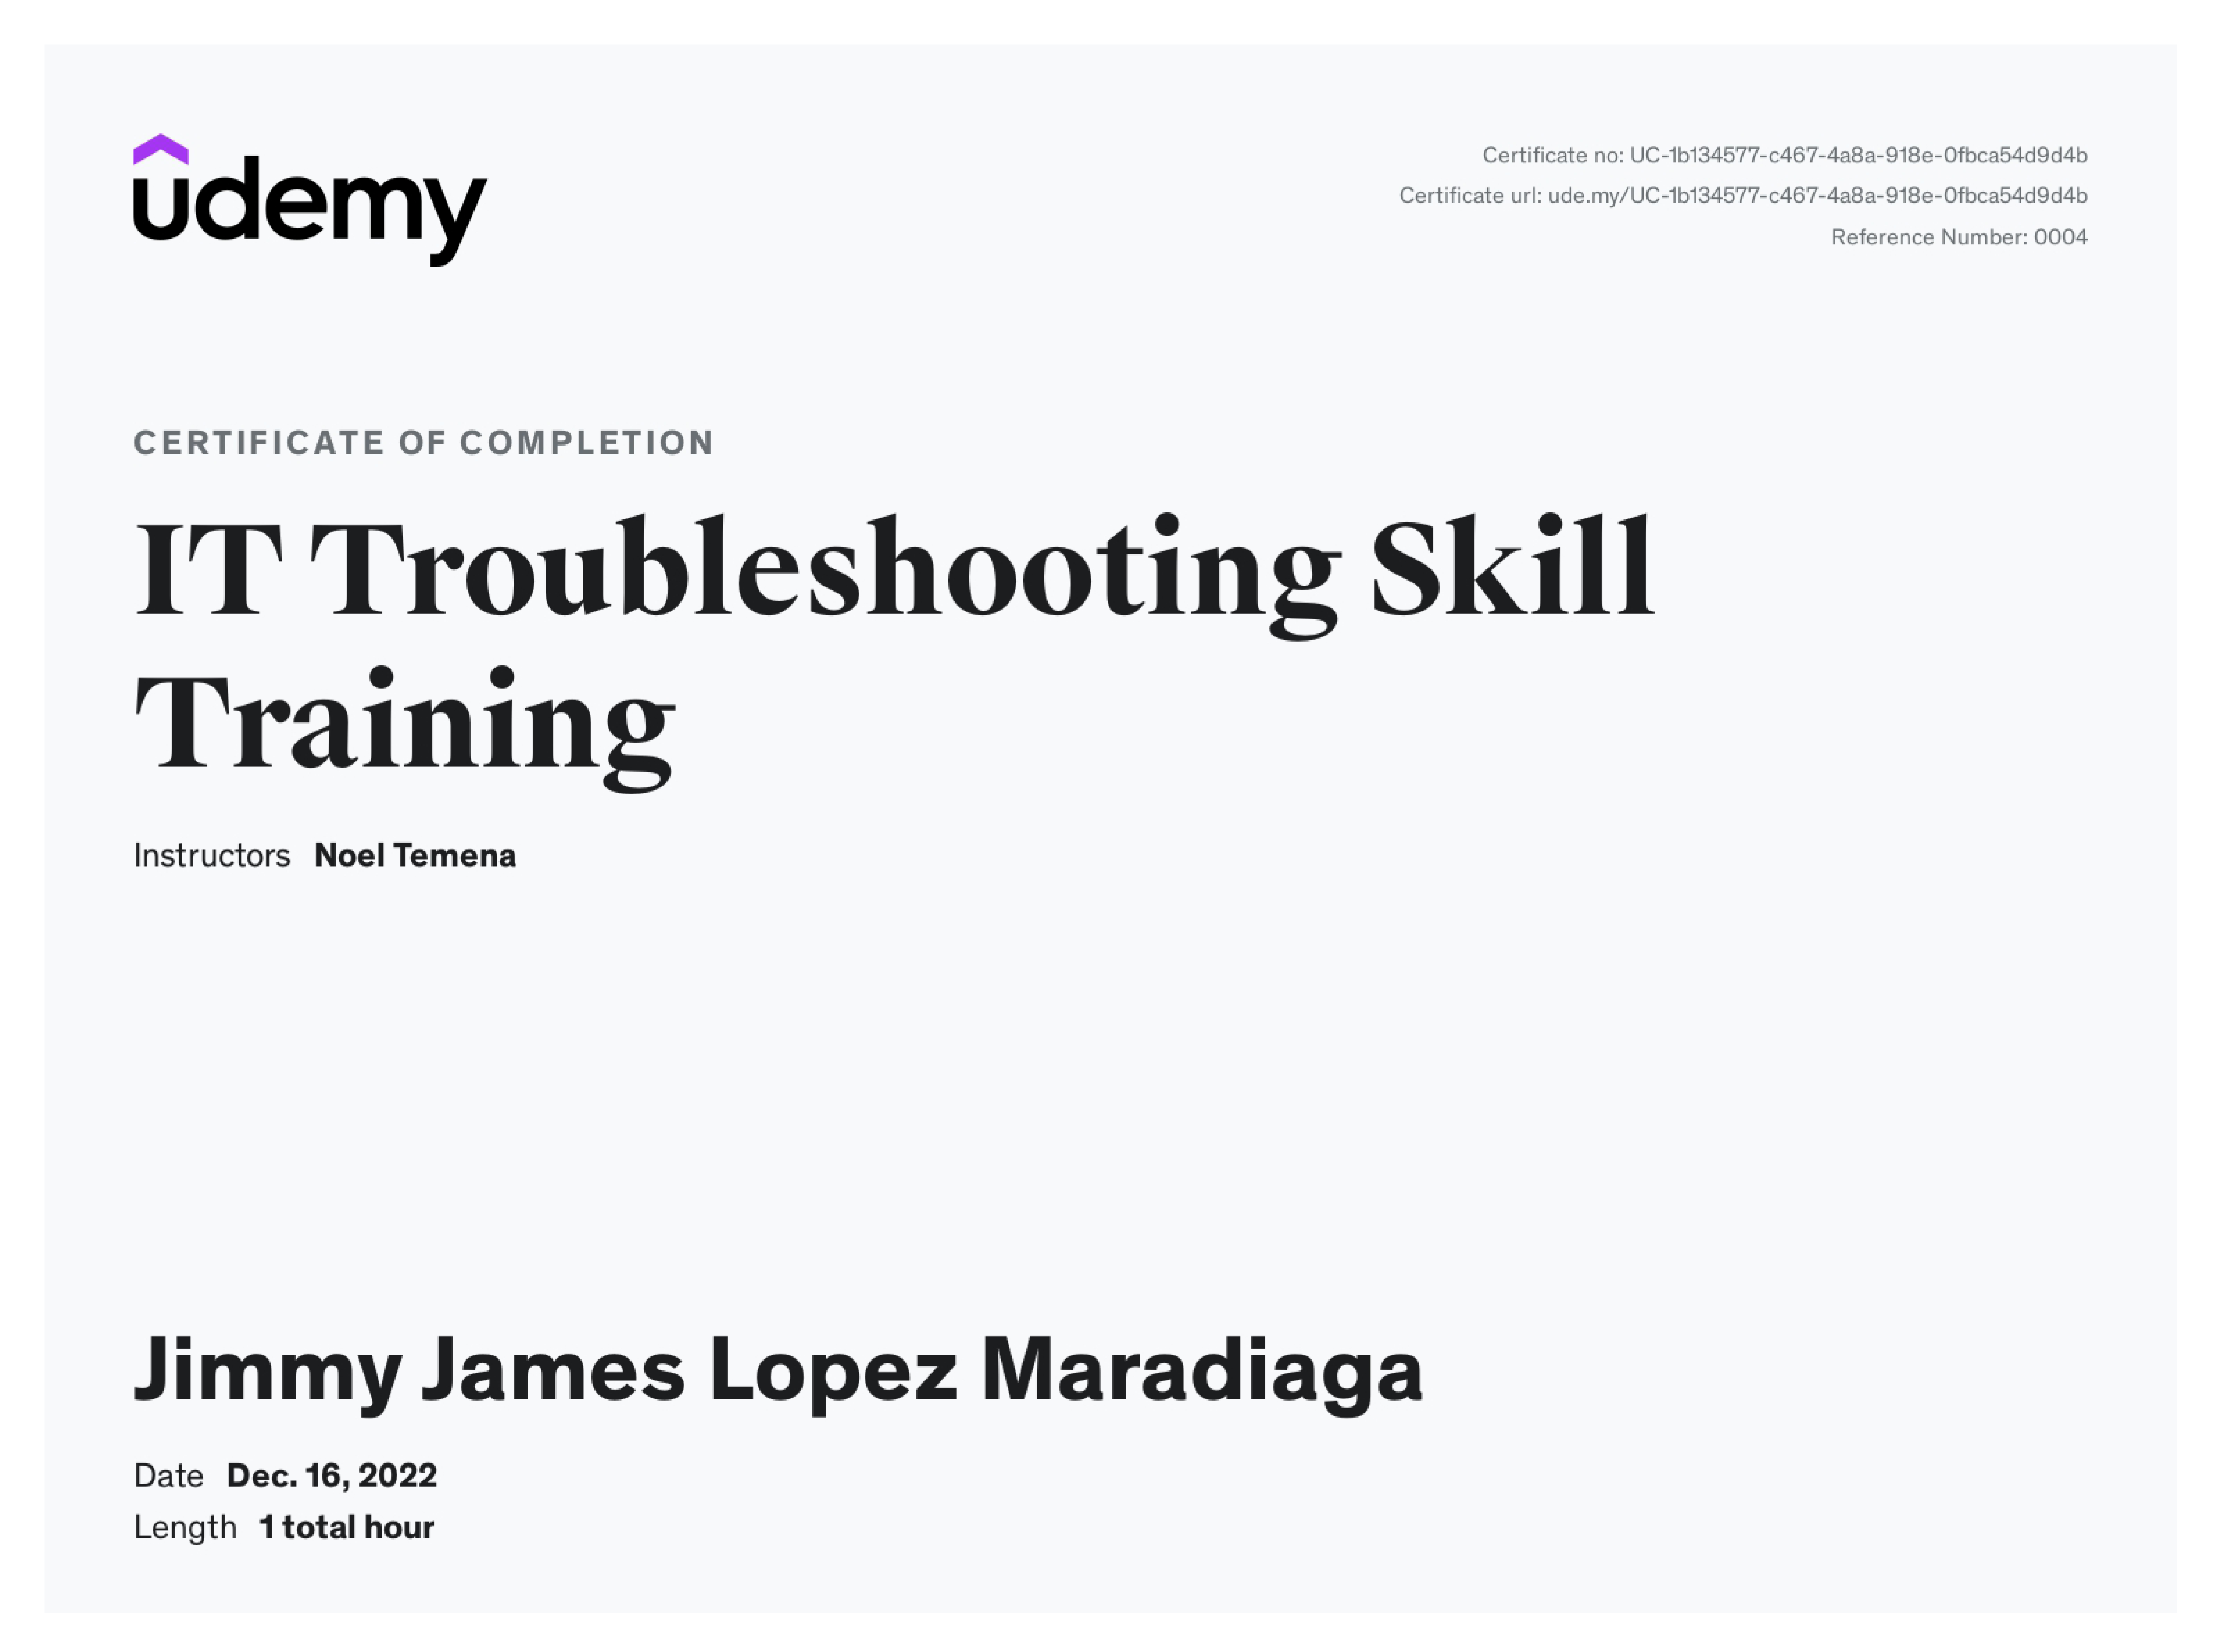 udemy
Certificate no: UC-1b134577-c467-4a8a-918e-0fbca54d9d4b
Certificate url: ude.my/UC-1b134577-c467-4a8a-918e-0fbca54d9d4b
Reference Number: 0004
CERTIFICATE OF COMPLETION
IT Troubleshooting Skill
Training
Instructors Noel Temena
Jimmy James Lopez Maradiaga
Date Dec. 16, 2022
Length 1 total hour